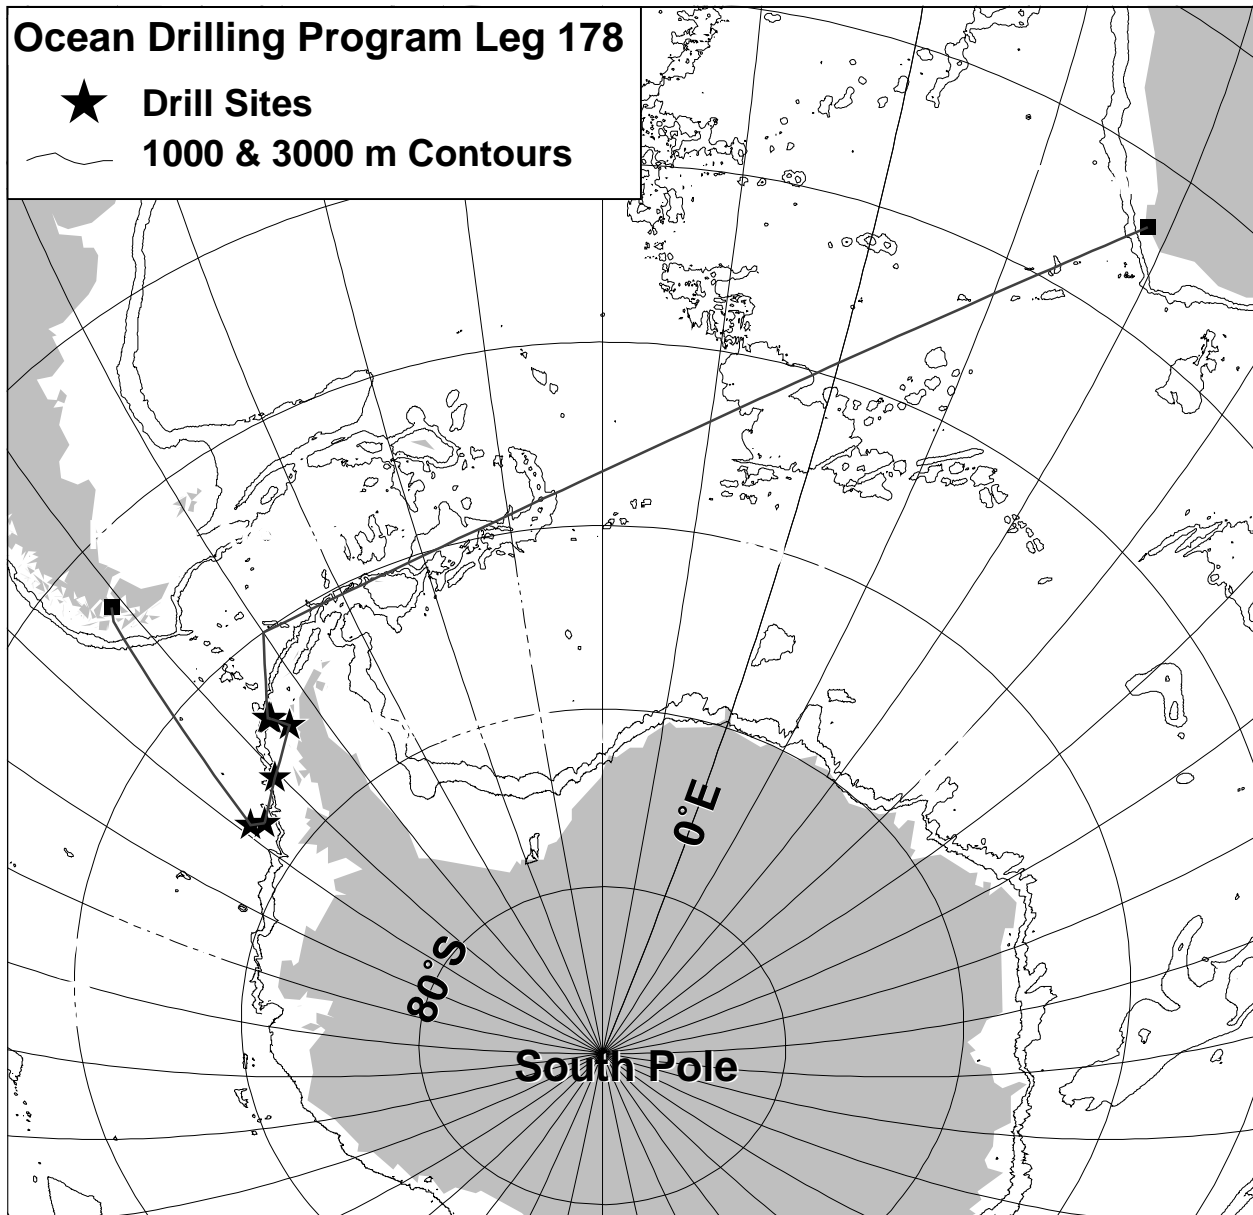 Ocean Drilling Program Leg 178
Drill Sites
1000 & 3000 m Contours
0°E
80°S
South Pole